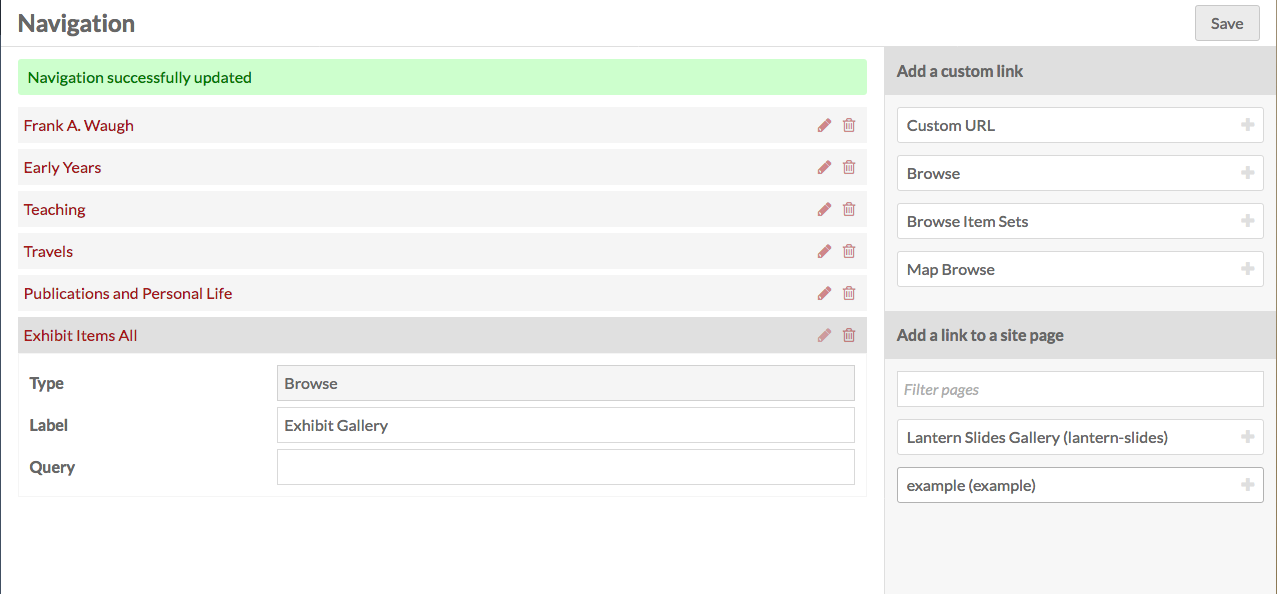 Navigation
Save
Navigation successfully updated
Frank A. Waugh
Early Years
Teaching
Travels
Publications and Personal Life
Exhibit Items All
Type Browse
Label Exhibit Gallery
Query
Add a custom link
Custom URL
Browse
Browse Item Sets
Map Browse
Add a link to a site page
Filter pages
Lantern Slides Gallery (lantern-slides)
example (example)